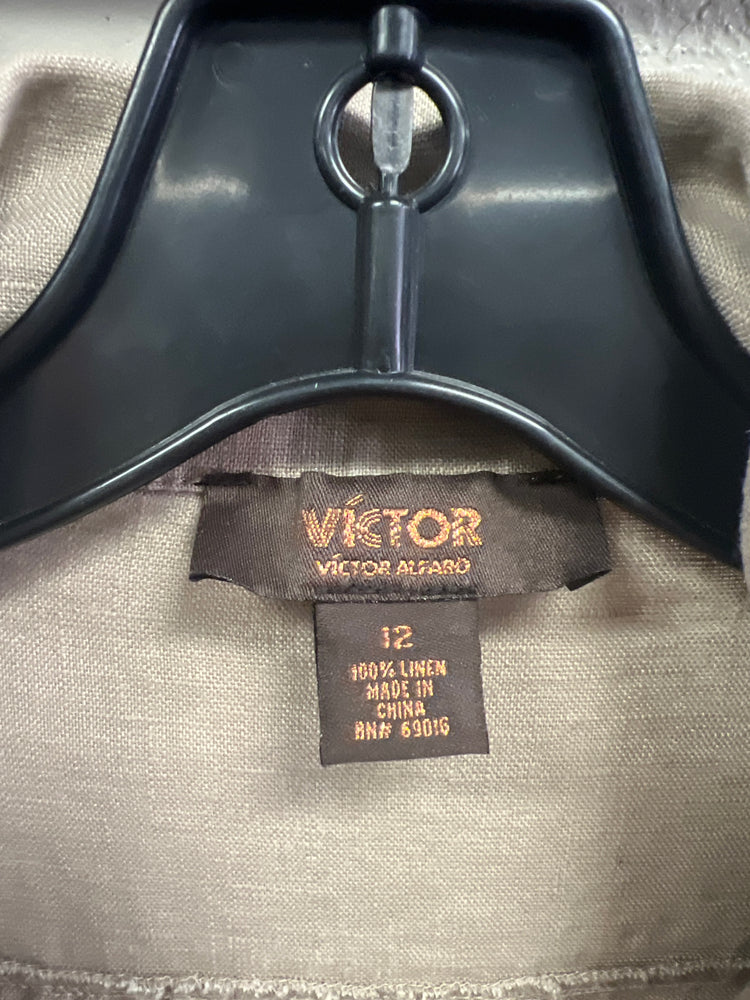 VÍCTOR
VÍCTOR ALFARO
12
100% LINEN
MADE IN
CHINA
RN# 69016